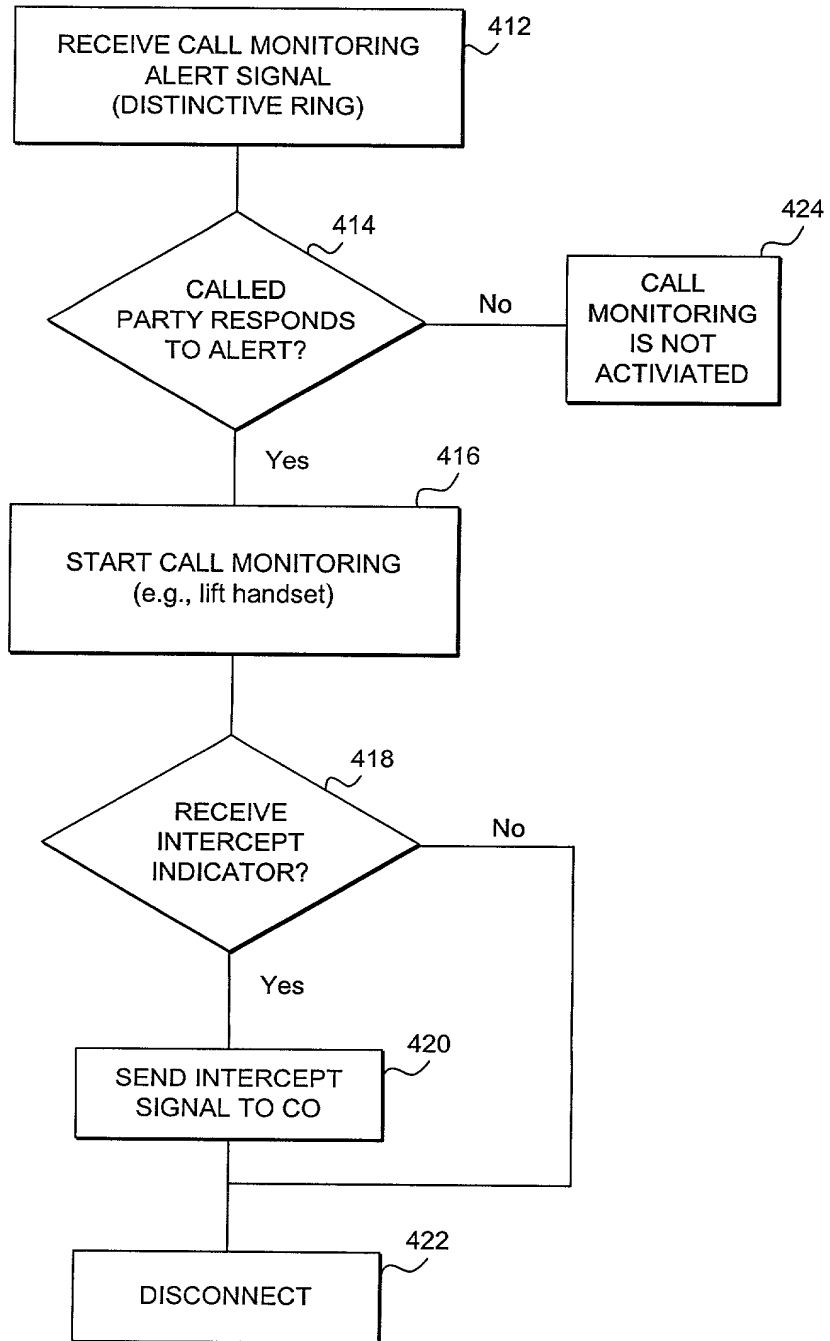 RECEIVE CALL MONITORING
ALERT SIGNAL
(DISTINCTIVE RING)
412
414
CALLED
PARTY RESPONDS
TO ALERT?
No
424
CALL
MONITORING
IS NOT
ACTIVIATED
Yes
416
START CALL MONITORING
(e.g., lift handset)
418
RECEIVE
INTERCEPT
INDICATOR?
No
Yes
420
SEND INTERCEPT
SIGNAL TO CO
422
DISCONNECT